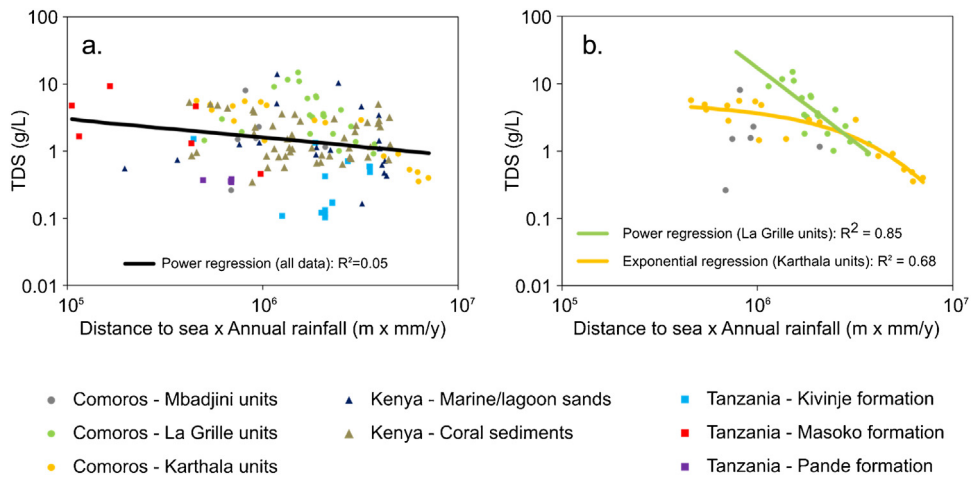 a.
100
10
1
0.1
0.01
TDS (g/L)
Power regression (all data): R²=0.05
10⁵
10⁶
10⁷
Distance to sea x Annual rainfall (m x mm/y)
b.
100
10
1
0.1
0.01
TDS (g/L)
Power regression (La Grille units): R² = 0.85
Exponential regression (Karthala units): R² = 0.68
10⁵
10⁶
10⁷
Distance to sea x Annual rainfall (m x mm/y)
Comoros - Mbadjini units
Comoros - La Grille units
Comoros - Karthala units
Kenya - Marine/lagoon sands
Kenya - Coral sediments
Tanzania - Kivinje formation
Tanzania - Masoko formation
Tanzania - Pande formation